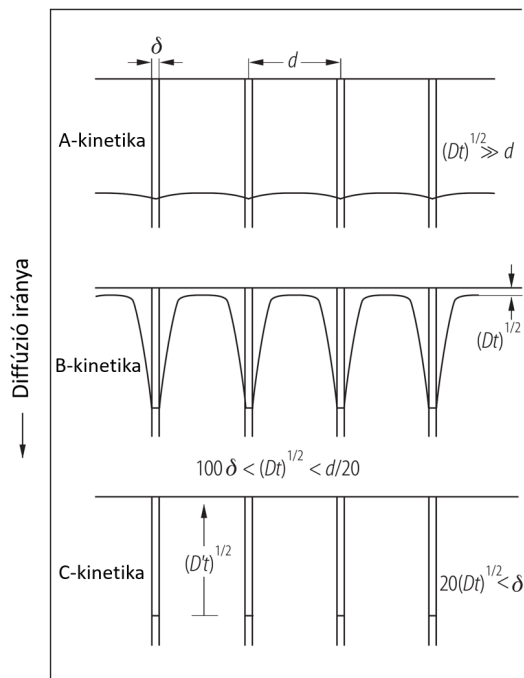 δ
d
A-kinetika
(Dt)^1/2 ≫ d
Diffúzió iránya
B-kinetika
(Dt)^1/2
100 δ < (Dt)^1/2 < d/20
C-kinetika
(D't)^1/2
20(Dt)^1/2 < δ